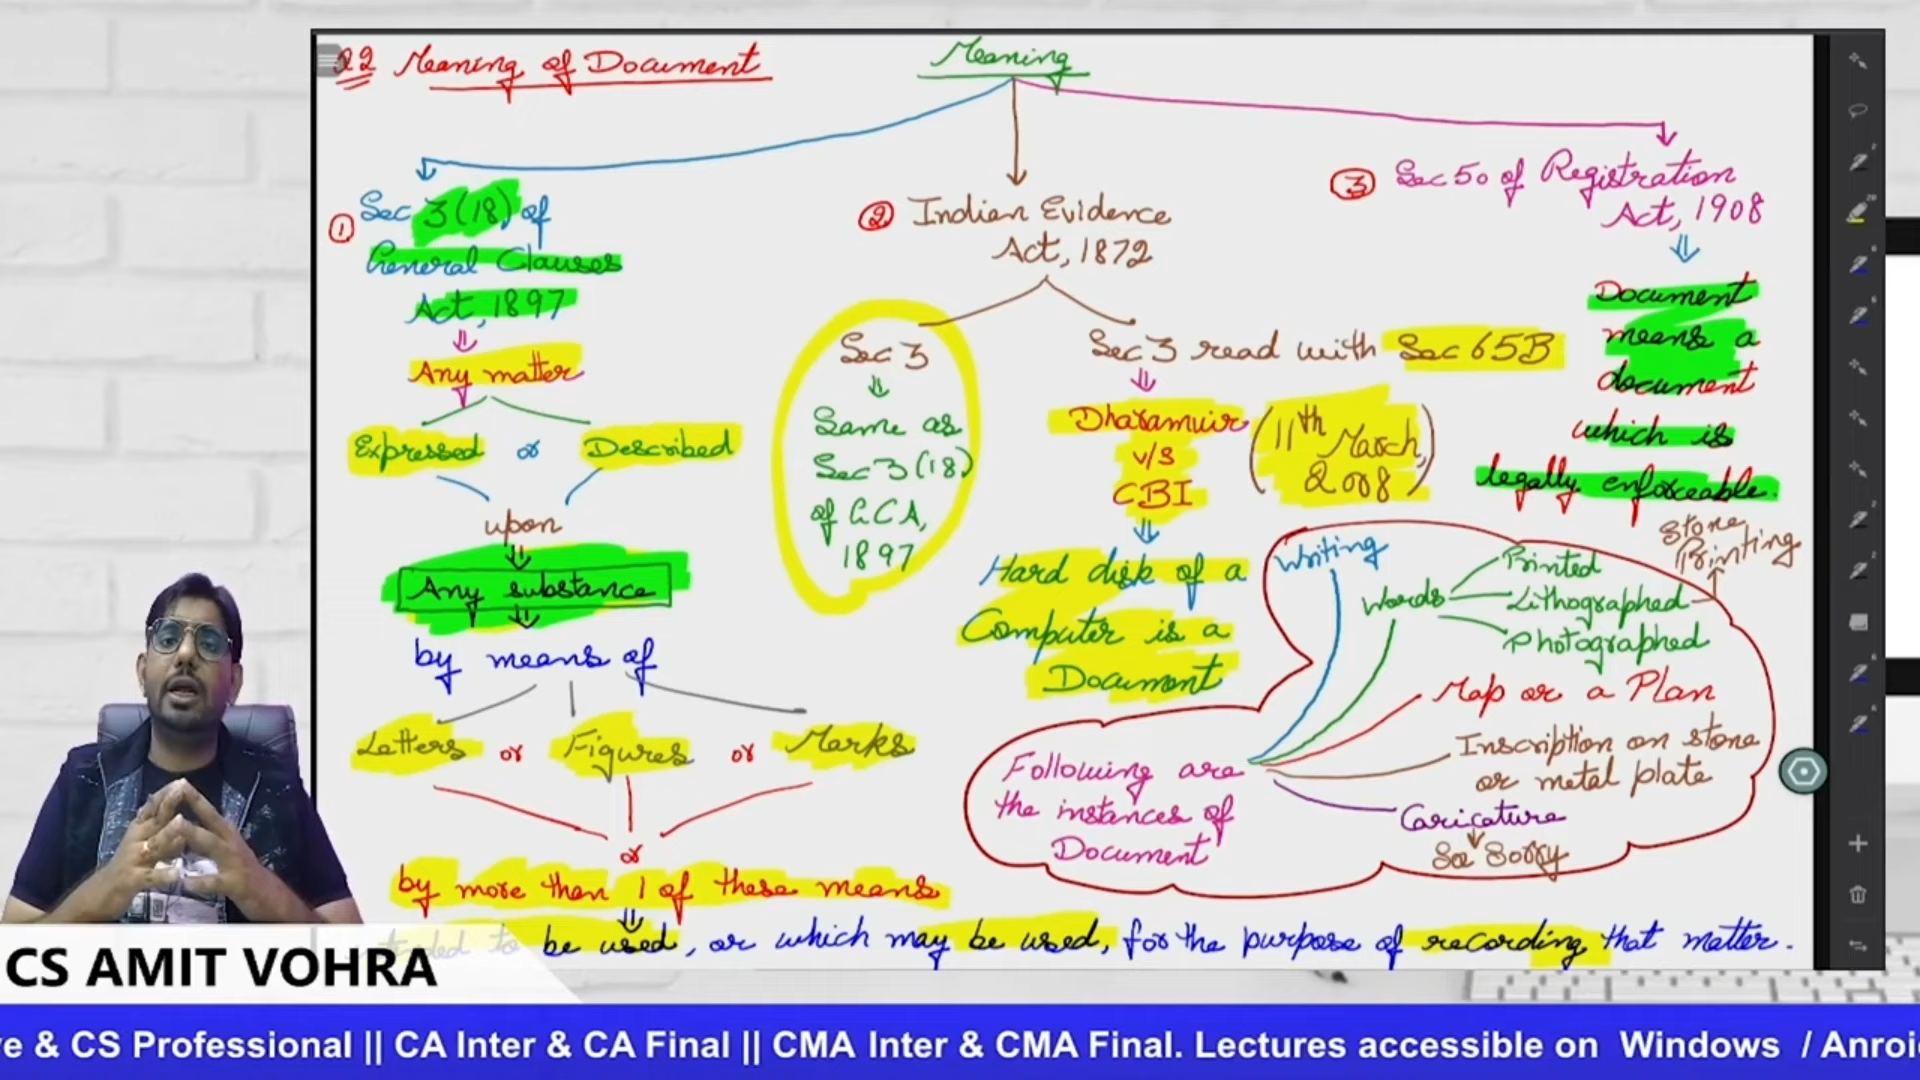 22 Meaning of Document
Meaning
① Sec 3(18) of
General Clauses
Act, 1897
Any matter
Expressed or Described
upon
Any substance
by means of
Letters or Figures or Marks
or
by more than 1 of these means
to be used, or which may be used, for the purpose of recording that matter.
② Indian Evidence
Act, 1872
Sec 3
Same as
Sec 3(18)
of GCA,
1897
Sec 3 read with Sec 65B
Dharamvir
v/s
CBI
(11th March,
2008)
Hard disk of a
Computer is a
Document
③ Sec 50 of Registration
Act, 1908
Document
means a
document
which is
legally enforceable.
Following are
the instances of
Document
Writing
Words
Printed
Lithographed
Stone
Printing
Photographed
Map or a Plan
Inscription on stone
or metal plate
Caricature
Sorry
CS AMIT VOHRA
e & CS Professional || CA Inter & CA Final || CMA Inter & CMA Final. Lectures accessible on Windows / Anroi